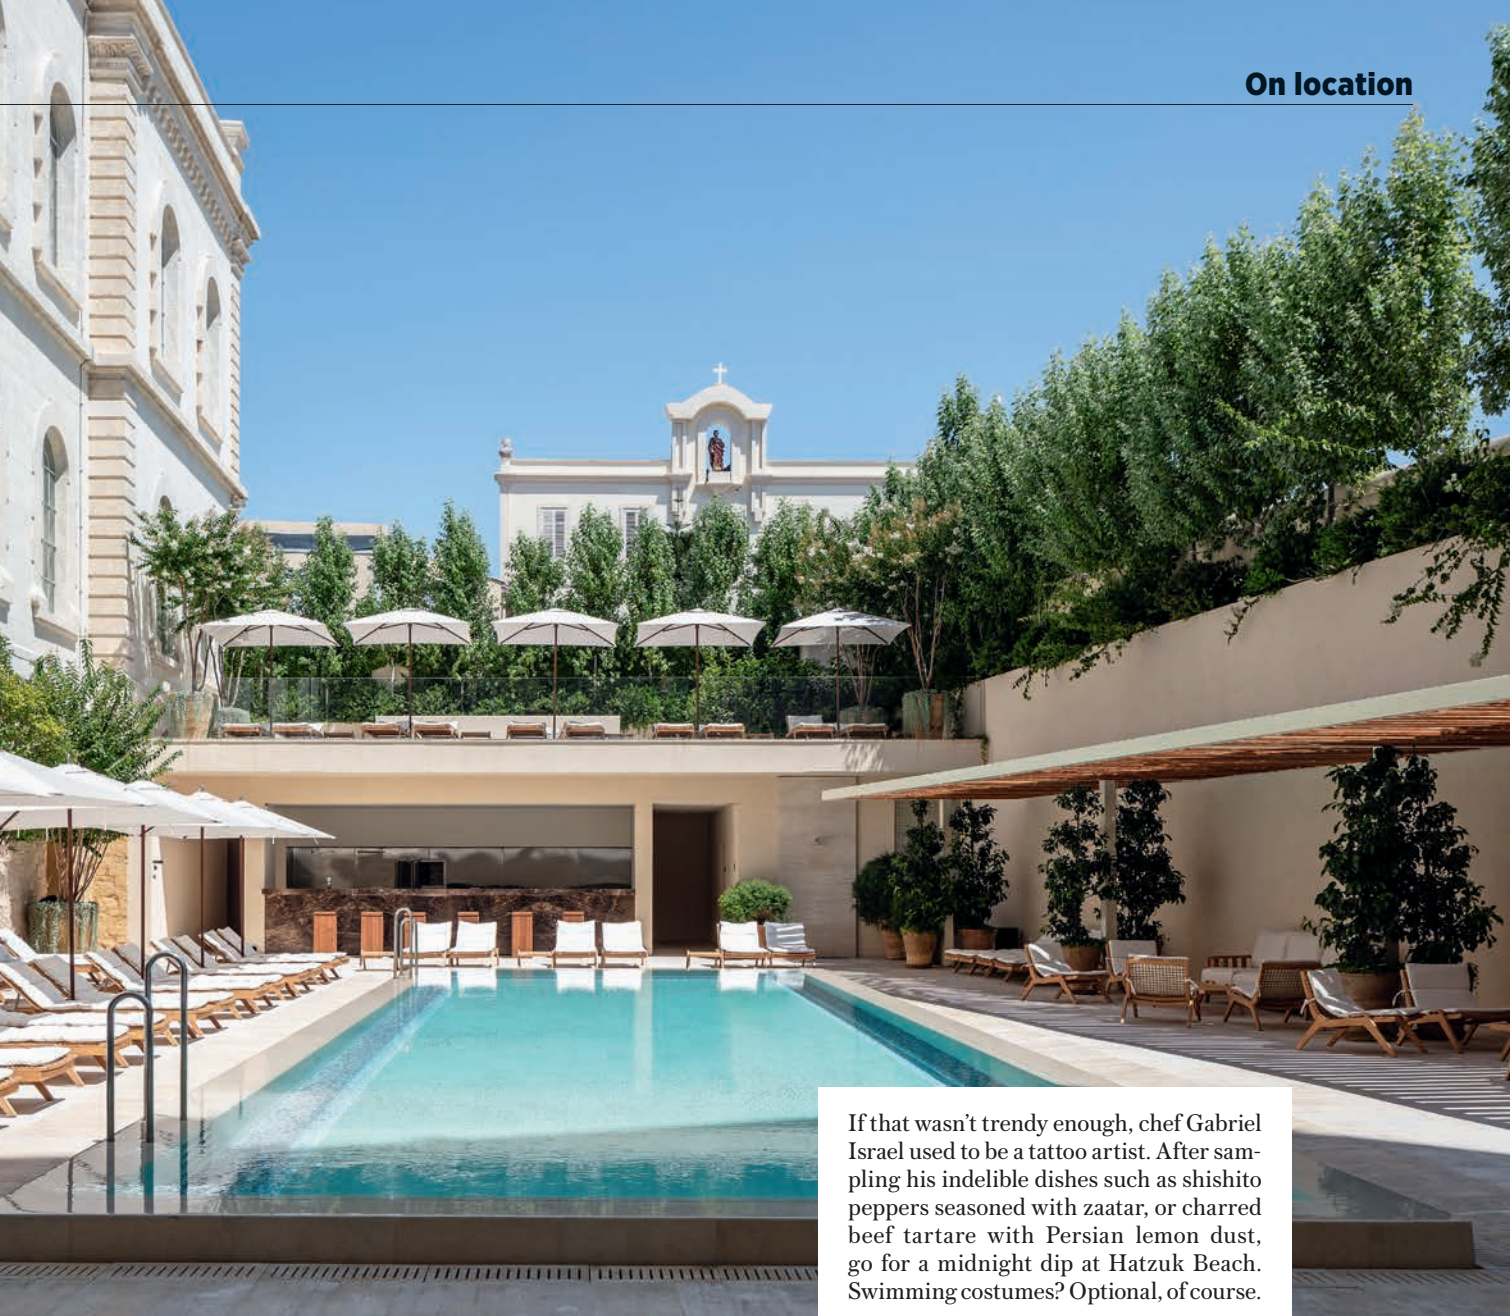 On location
If that wasn’t trendy enough, chef Gabriel
Israel used to be a tattoo artist. After sam-
pling his indelible dishes such as shishito
peppers seasoned with zaatar, or charred
beef tartare with Persian lemon dust,
go for a midnight dip at Hatzuk Beach.
Swimming costumes? Optional, of course.